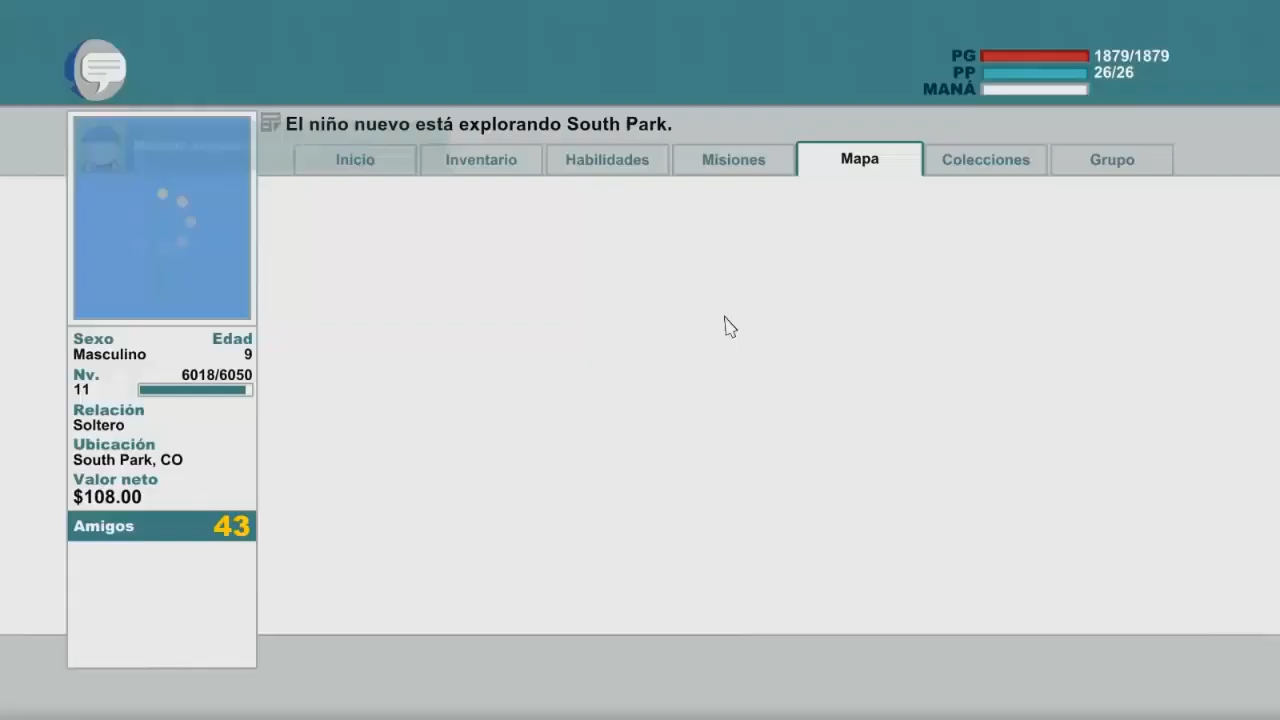 PG 1879/1879
PP 26/26
MANÁ
El niño nuevo está explorando South Park.
Inicio
Inventario
Habilidades
Misiones
Mapa
Colecciones
Grupo
Sexo Edad
Masculino 9
Nv. 6018/6050
11
Relación
Soltero
Ubicación
South Park, CO
Valor neto
$108.00
Amigos 43